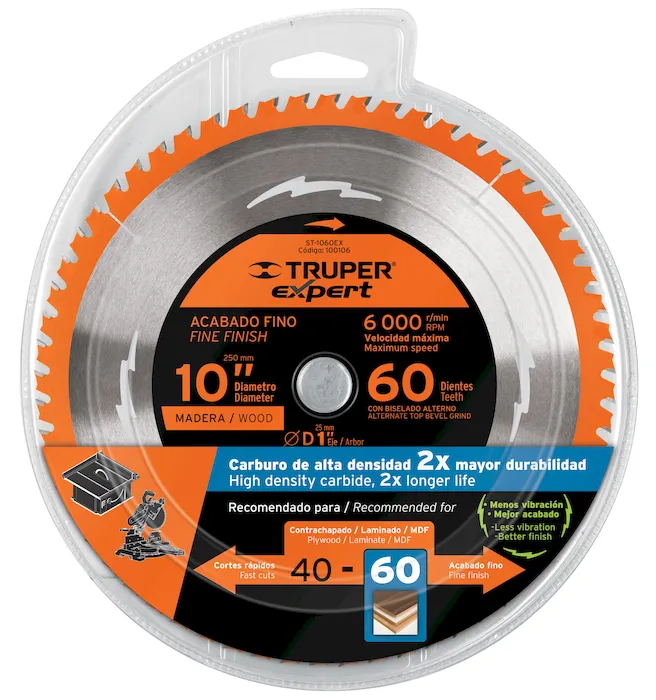 ST-1060EX
Código: 100106
TRUPER®
expert
ACABADO FINO
FINE FINISH
6 000 r/min
RPM
Velocidad máxima
Maximum speed
250 mm
10" Diametro
Diameter
MADERA / WOOD
60 Dientes
Teeth
CON BISELADO ALTERNO
ALTERNATE TOP BEVEL GRIND
25 mm
Ø D 1" Eje / Arbor
Carburo de alta densidad 2x mayor durabilidad
High density carbide, 2x longer life
Recomendado para / Recommended for
• Menos vibración
• Mejor acabado
-Less vibration
-Better finish
Contrachapado / Laminado / MDF
Plywood / Laminate / MDF
Cortes rápidos
Fast cuts
40 - 60
Acabado fino
Fine finish